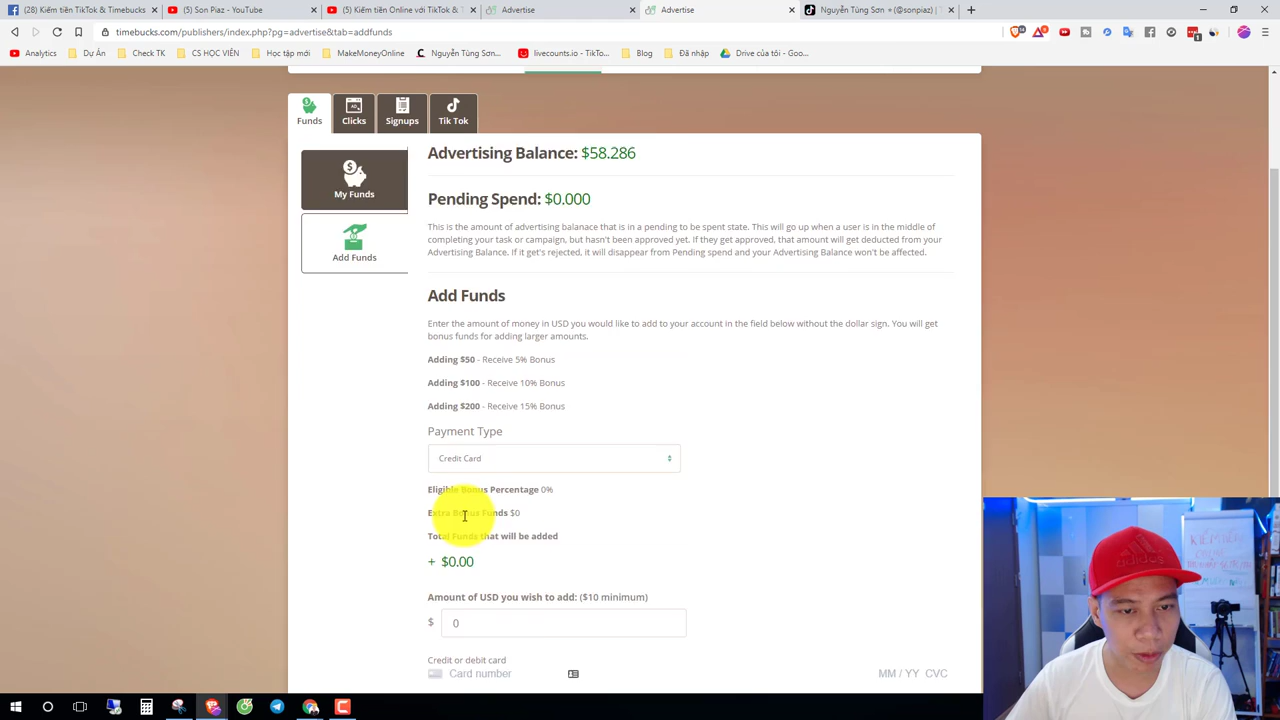 (28) Kiếm tiền TikTok & Timebucks
(5) Son Piaz - YouTube
(5) Kiếm tiền Online với TikTok &
Advertise
Advertise
Nguyễn Tùng Sơn + (@sonpiaz) | T
timebucks.com/publishers/index.php?pg=advertise&tab=addfunds
Analytics
Dự Án
Check TK
CS HỌC VIÊN
Học tập mới
MakeMoneyOnline
Nguyễn Tùng Sơn...
livecounts.io - TikTo...
Blog
Đã nhập
Drive của tôi - Goo...
Funds
Clicks
Signups
Tik Tok
My Funds
Add Funds
Advertising Balance: $58.286
Pending Spend: $0.000
This is the amount of advertising balanace that is in a pending to be spent state. This will go up when a user is in the middle of
completing your task or campaign, but hasn't been approved yet. If they get approved, that amount will get deducted from your
Advertising Balance. If it get's rejected, it will disappear from Pending spend and your Advertising Balance won't be affected.
Add Funds
Enter the amount of money in USD you would like to add to your account in the field below without the dollar sign. You will get
bonus funds for adding larger amounts.
Adding $50 - Receive 5% Bonus
Adding $100 - Receive 10% Bonus
Adding $200 - Receive 15% Bonus
Payment Type
Credit Card
Eligible Bonus Percentage 0%
Extra Bonus Funds $0
Total Funds that will be added
+ $0.00
Amount of USD you wish to add: ($10 minimum)
$ 0
Credit or debit card
Card number
MM / YY CVC
adidas